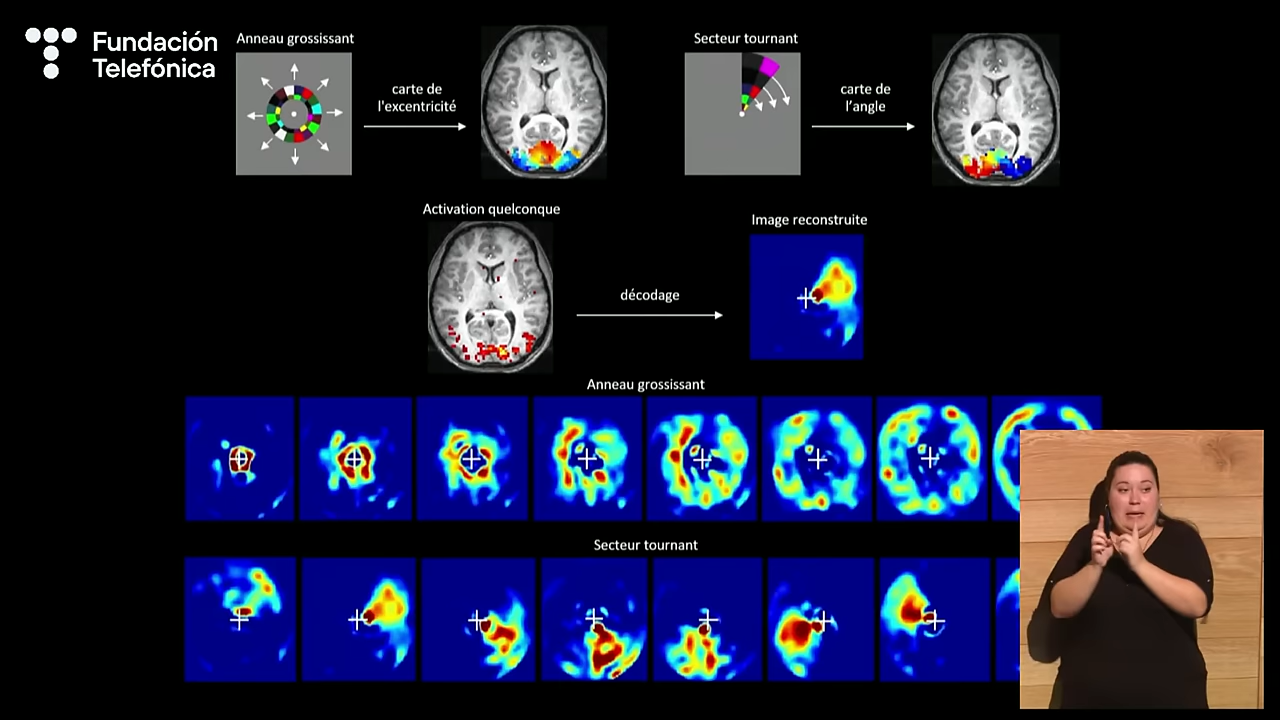 Fundación
Telefónica
Anneau grossissant
carte de
l'excentricité
Secteur tournant
carte de
l'angle
Activation quelconque
décodage
Image reconstruite
Anneau grossissant
Secteur tournant